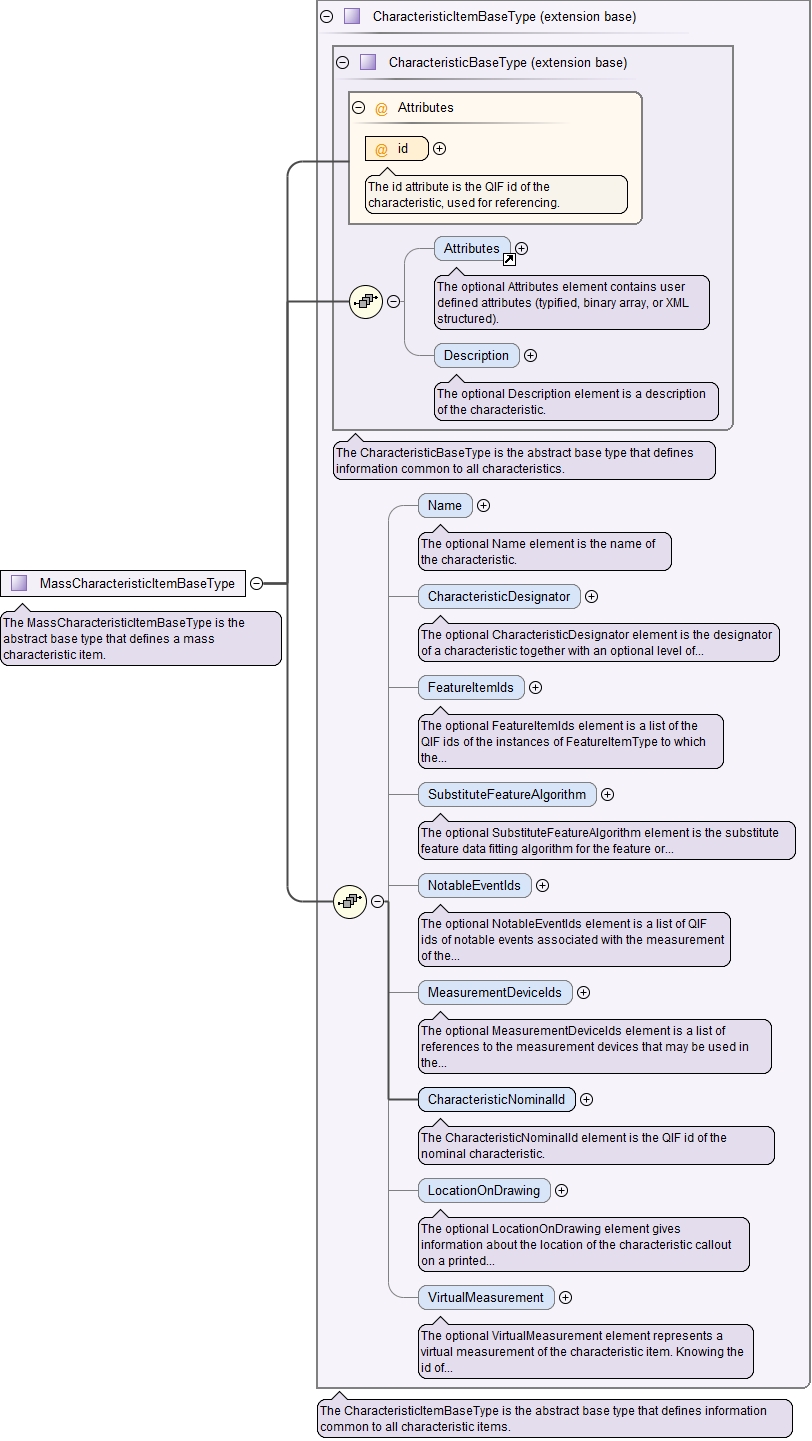 CharacteristicItemBaseType (extension base)
CharacteristicBaseType (extension base)
@ Attributes
@ id
The id attribute is the QIF id of the
characteristic, used for referencing.
Attributes
The optional Attributes element contains user
defined attributes (typified, binary array, or XML
structured).
Description
The optional Description element is a description
of the characteristic.
The CharacteristicBaseType is the abstract base type that defines
information common to all characteristics.
Name
The optional Name element is the name of
the characteristic.
MassCharacteristicItemBaseType
The MassCharacteristicItemBaseType is the
abstract base type that defines a mass
characteristic item.
CharacteristicDesignator
The optional CharacteristicDesignator element is the designator
of a characteristic together with an optional level of...
FeatureItemIds
The optional FeatureItemIds element is a list of the
QIF ids of the instances of FeatureItemType to which
the...
SubstituteFeatureAlgorithm
The optional SubstituteFeatureAlgorithm element is the substitute
feature data fitting algorithm for the feature or...
NotableEventIds
The optional NotableEventIds element is a list of QIF
ids of notable events associated with the measurement
of the...
MeasurementDeviceIds
The optional MeasurementDeviceIds element is a list of
references to the measurement devices that may be used in
the...
CharacteristicNominalId
The CharacteristicNominalId element is the QIF id of the
nominal characteristic.
LocationOnDrawing
The optional LocationOnDrawing element gives
information about the location of the characteristic callout
on a printed...
VirtualMeasurement
The optional VirtualMeasurement element represents a
virtual measurement of the characteristic item. Knowing the
id of...
The CharacteristicItemBaseType is the abstract base type that defines information
common to all characteristic items.